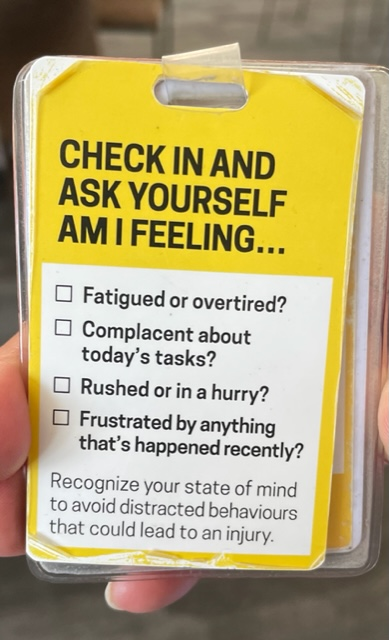 CHECK IN AND
ASK YOURSELF
AM I FEELING...
Fatigued or overtired?
Complacent about
today's tasks?
Rushed or in a hurry?
Frustrated by anything
that's happened recently?
Recognize your state of mind
to avoid distracted behaviours
that could lead to an injury.